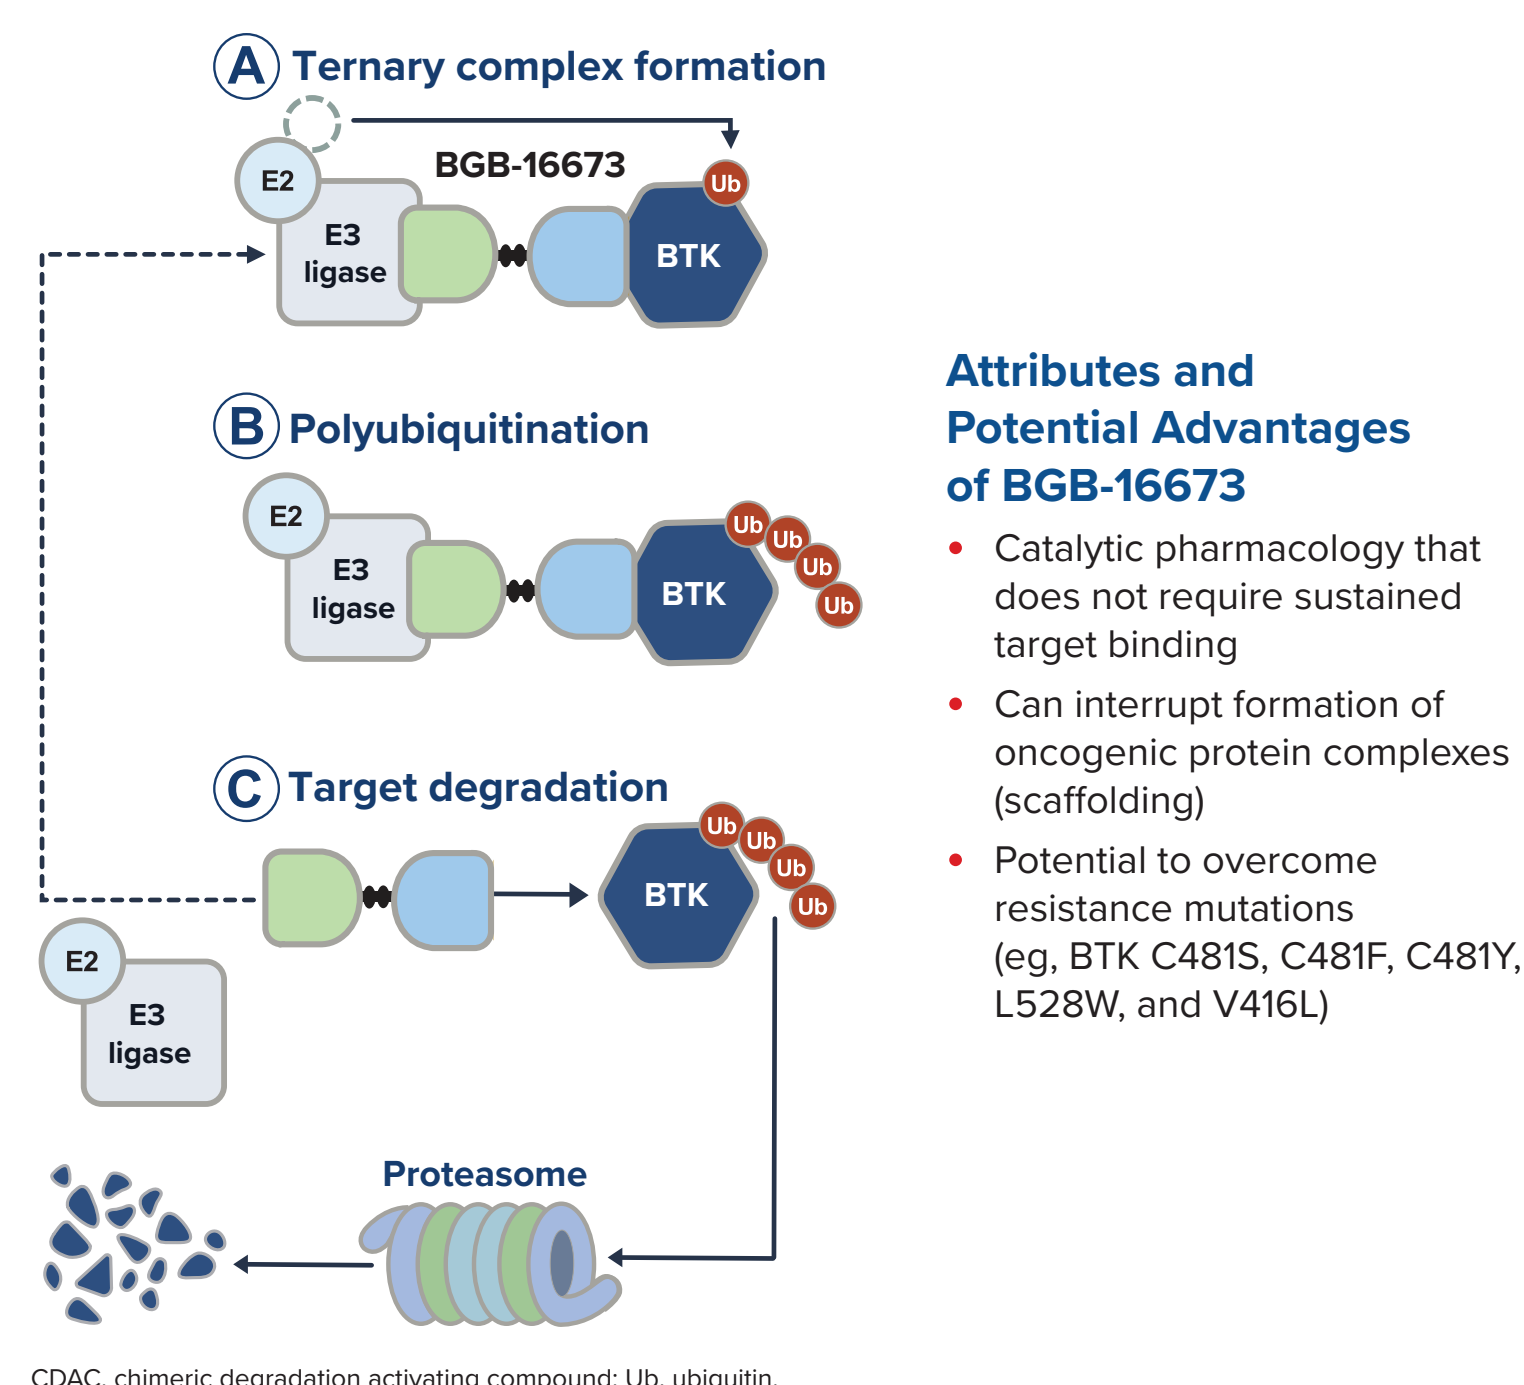 A Ternary complex formation
BGB-16673
Ub
E2
E3
ligase
BTK
B Polyubiquitination
E2
Ub
Ub
Ub
Ub
E3
ligase
BTK
C Target degradation
Ub
Ub
Ub
Ub
BTK
E2
E3
ligase
Proteasome
CDAC, chimeric degradation activating compound; Ub, ubiquitin.
Attributes and
Potential Advantages
of BGB-16673
• Catalytic pharmacology that
does not require sustained
target binding
• Can interrupt formation of
oncogenic protein complexes
(scaffolding)
• Potential to overcome
resistance mutations
(eg, BTK C481S, C481F, C481Y,
L528W, and V416L)